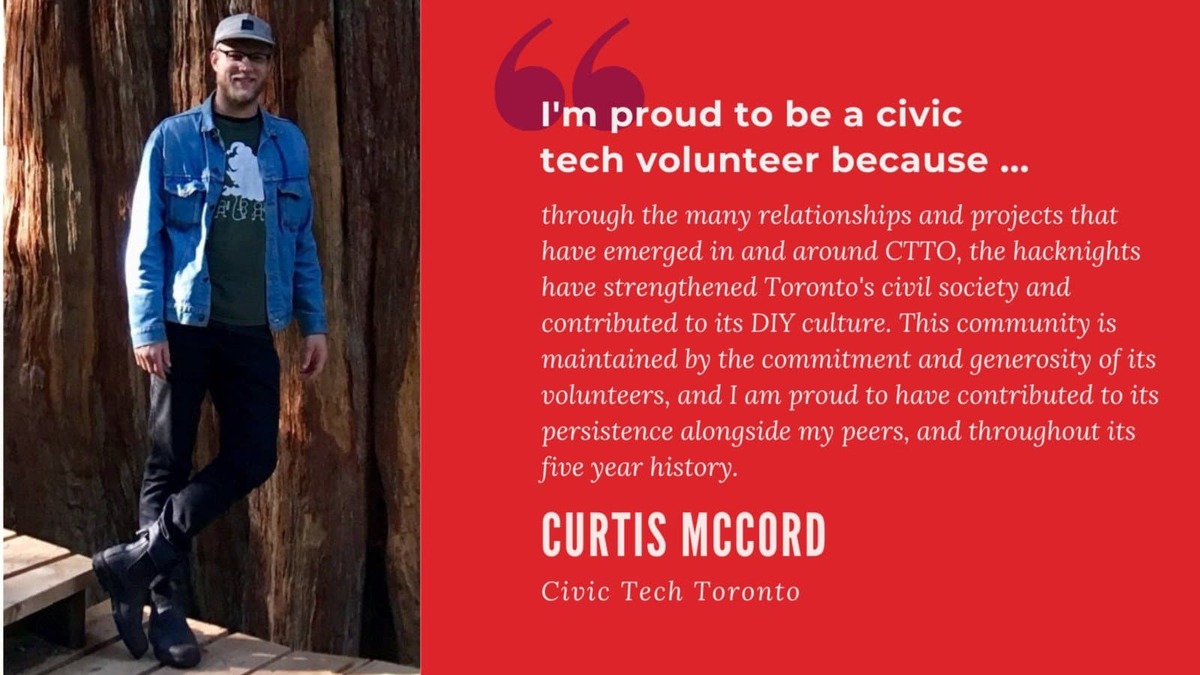 I'm proud to be a civic
tech volunteer because ...
through the many relationships and projects that
have emerged in and around CTTO, the hacknights
have strengthened Toronto's civil society and
contributed to its DIY culture. This community is
maintained by the commitment and generosity of its
volunteers, and I am proud to have contributed to its
persistence alongside my peers, and throughout its
five year history.
CURTIS MCCORD
Civic Tech Toronto